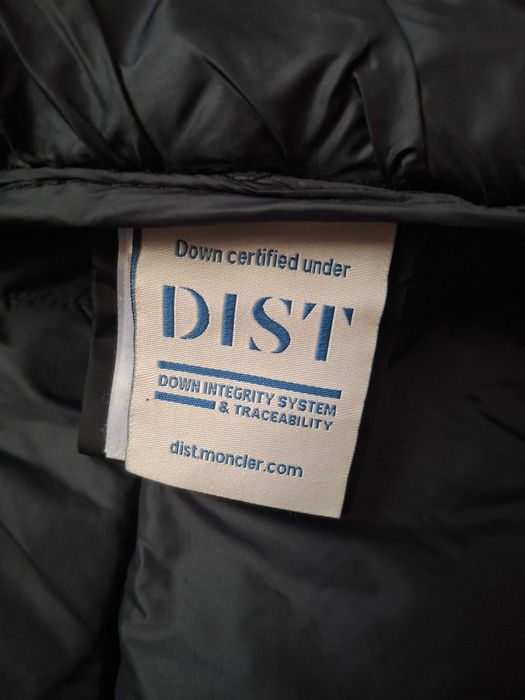 Down certified under
DIST
DOWN INTEGRITY SYSTEM
& TRACEABILITY
dist.moncler.com